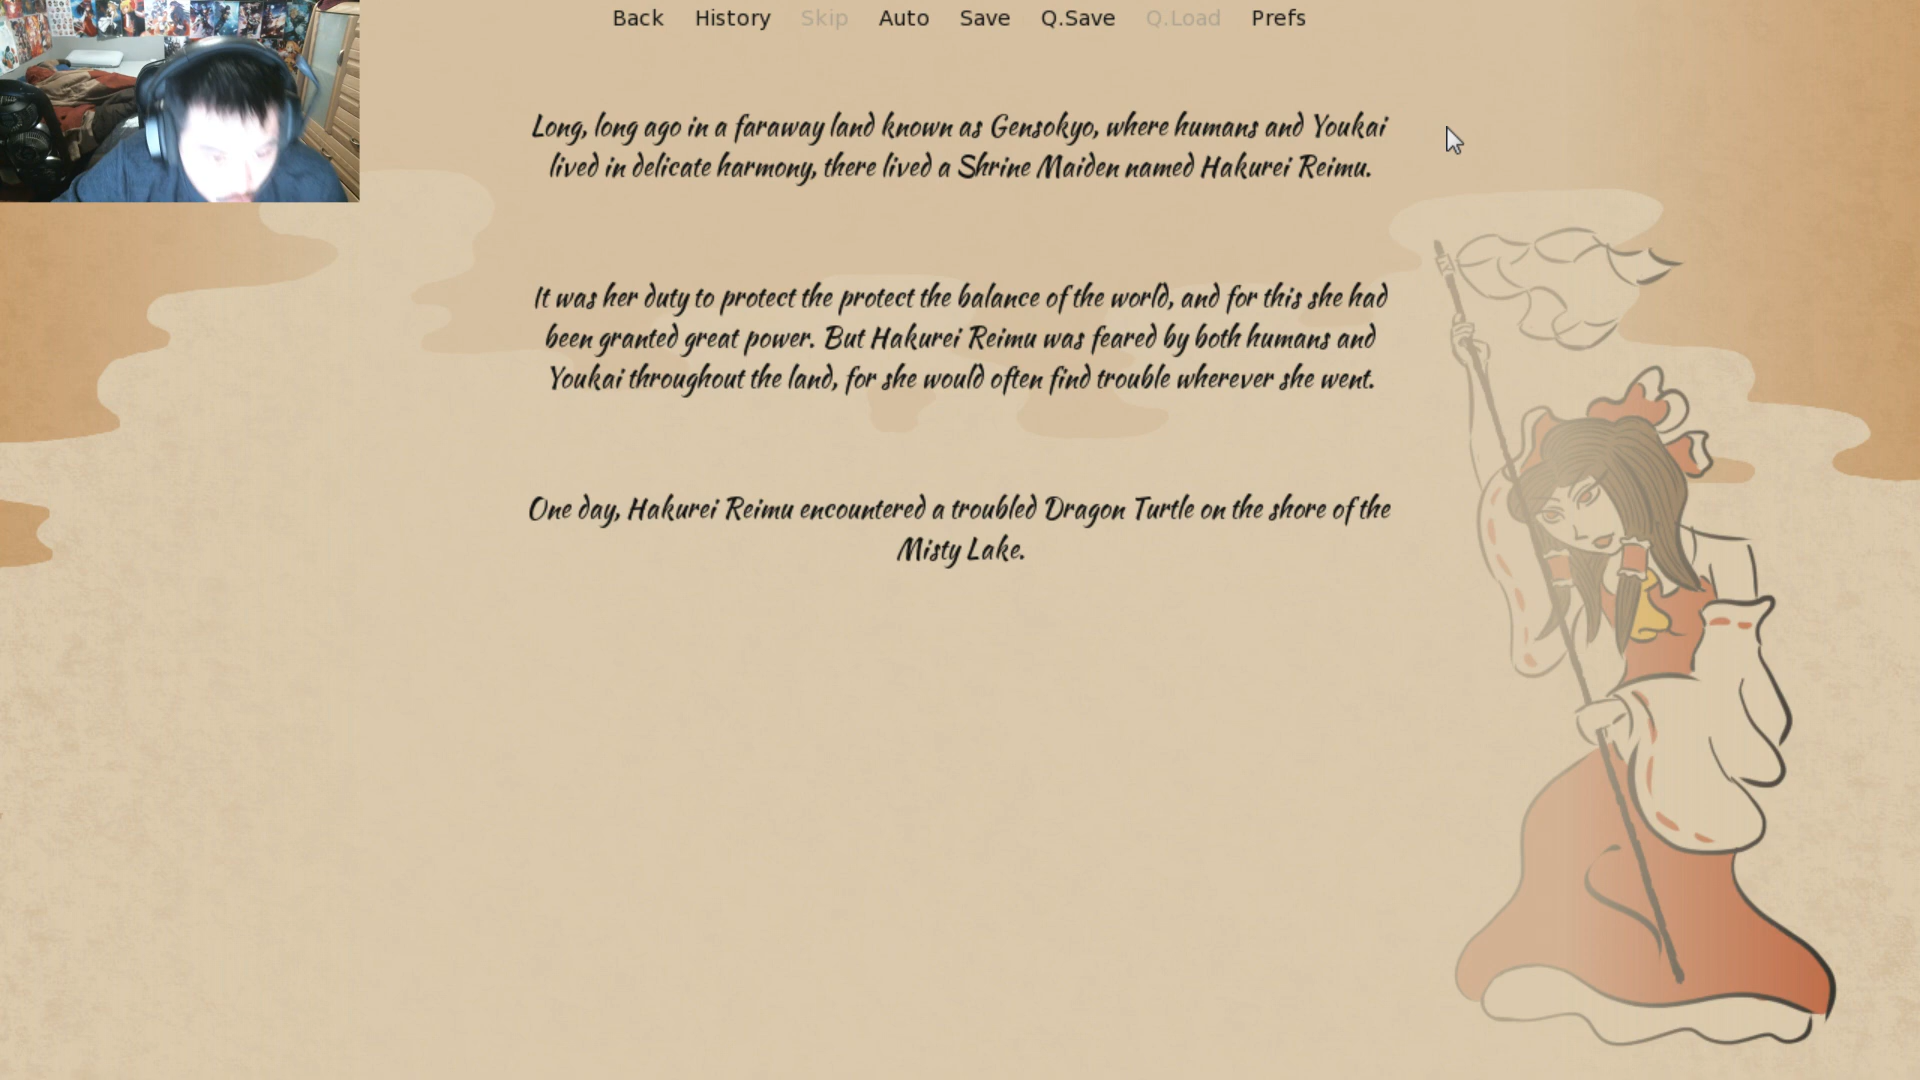 Back History Skip Auto Save Q.Save Q.Load Prefs
Long, long ago in a faraway land known as Gensokyo, where humans and Youkai
lived in delicate harmony, there lived a Shrine Maiden named Hakurei Reimu.
It was her duty to protect the protect the balance of the world, and for this she had
been granted great power. But Hakurei Reimu was feared by both humans and
Youkai throughout the land, for she would often find trouble wherever she went.
One day, Hakurei Reimu encountered a troubled Dragon Turtle on the shore of the
Misty Lake.